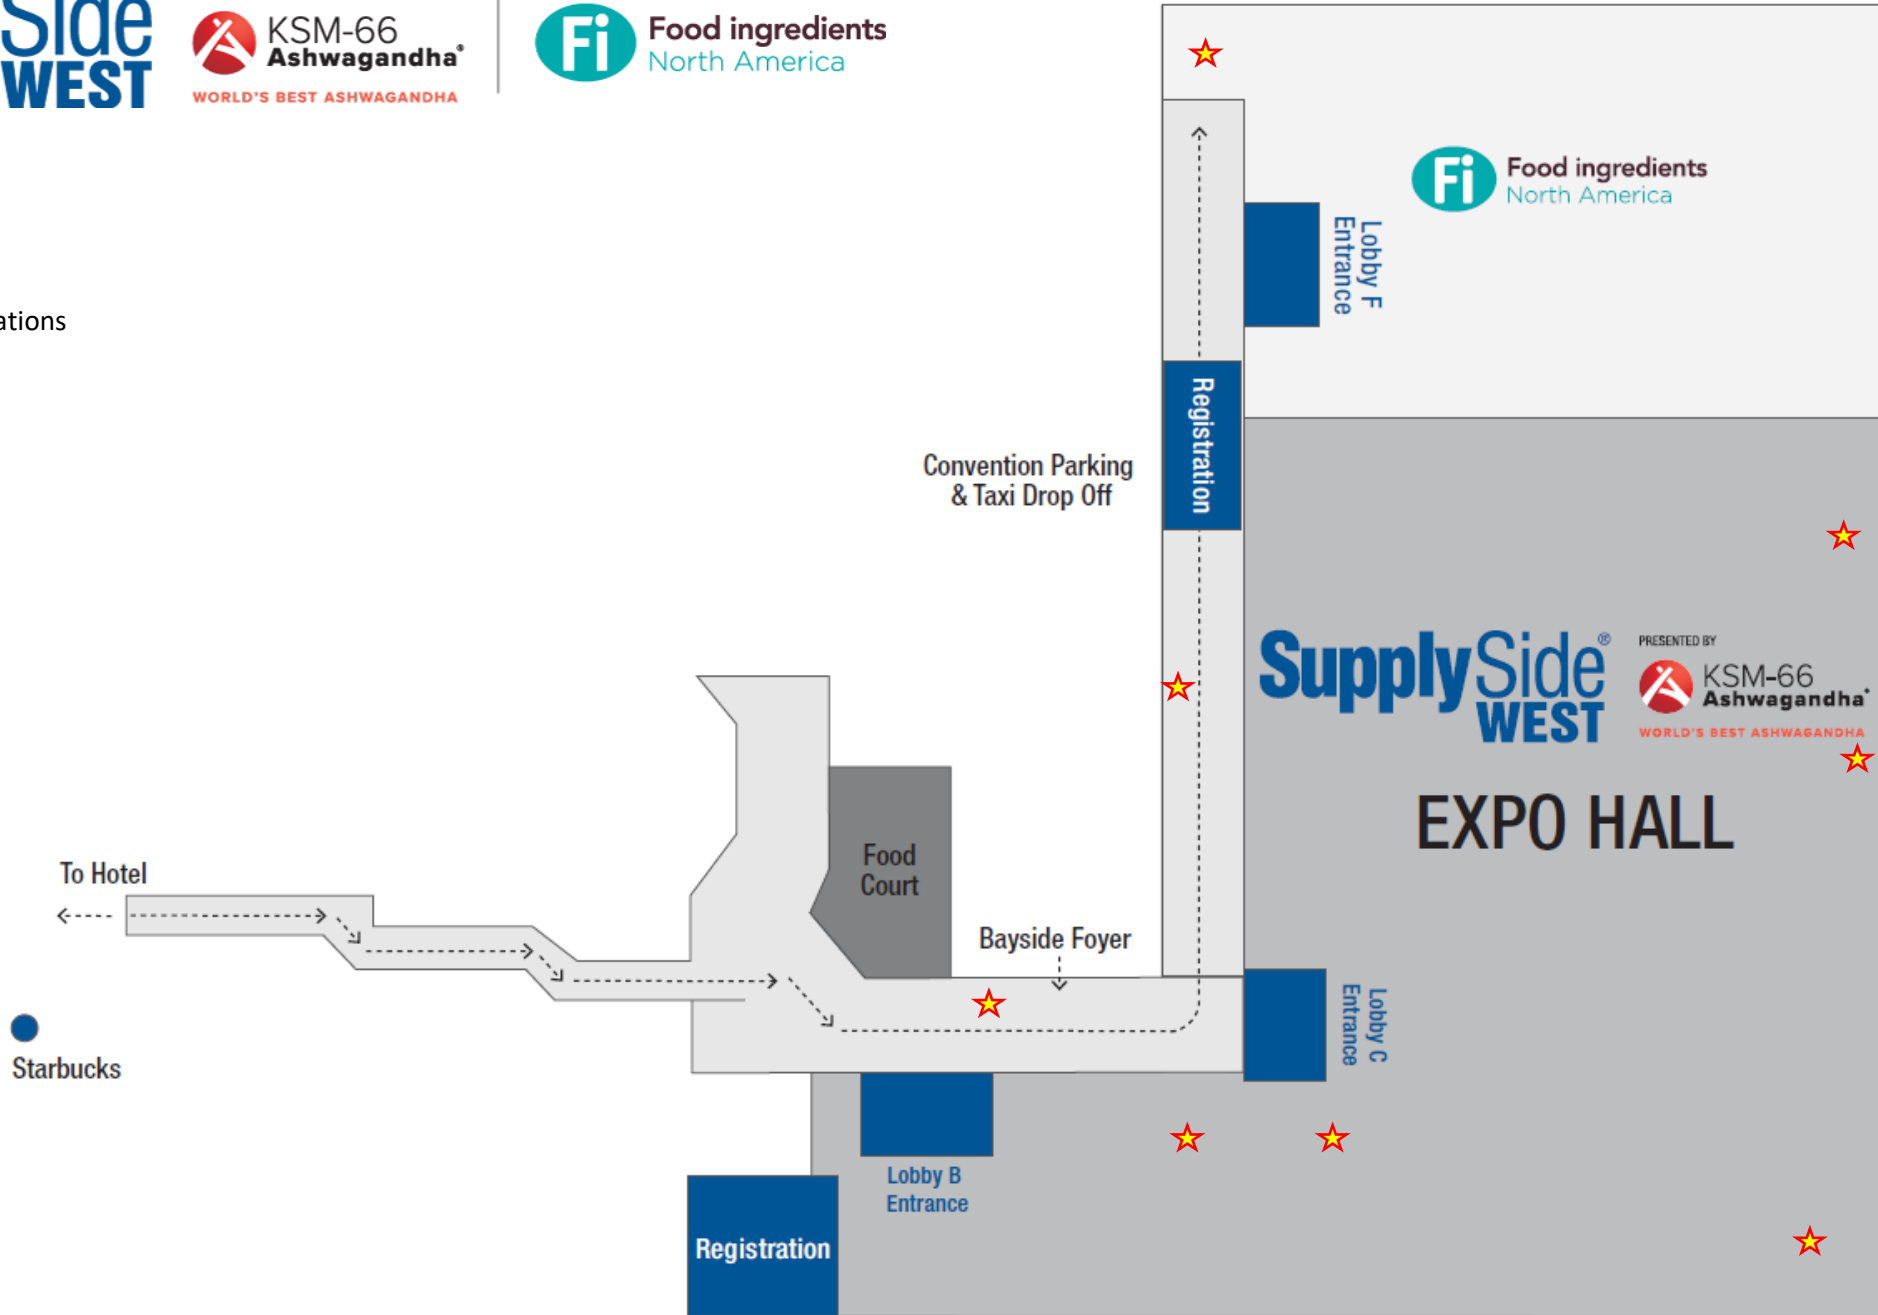 Side
WEST
KSM-66
Ashwagandha®
WORLD'S BEST ASHWAGANDHA
Fi
Food ingredients
North America
Fi
Food ingredients
North America
Lobby F
Entrance
ations
Registration
Convention Parking
& Taxi Drop Off
SupplySide®
WEST
PRESENTED BY
KSM-66
Ashwagandha®
WORLD'S BEST ASHWAGANDHA
EXPO HALL
Food
Court
To Hotel
Bayside Foyer
Lobby C
Entrance
Starbucks
Lobby B
Entrance
Registration